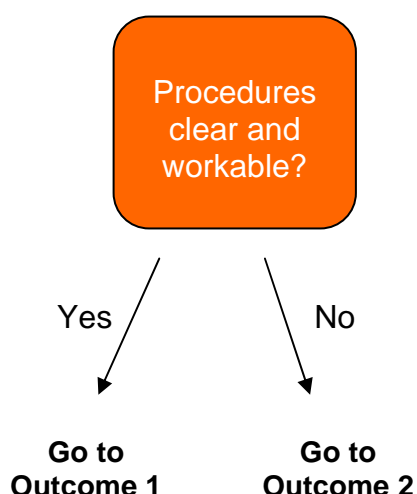 Procedures
clear and
workable?
Yes
No
Go to
Outcome 1
Go to
Outcome 2